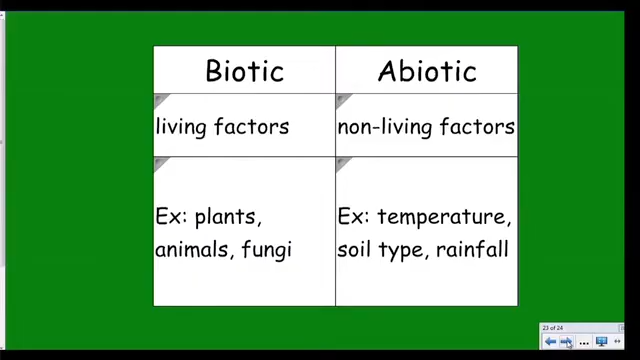 Biotic
Abiotic
living factors
non-living factors
Ex: plants,
animals, fungi
Ex: temperature,
soil type, rainfall
23 of 24
...